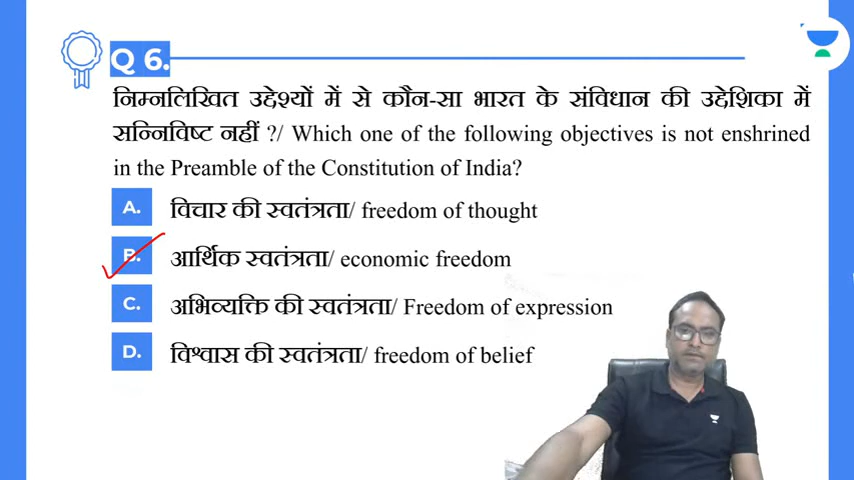 Q 6.
निम्नलिखित उद्देश्यों में से कौन-सा भारत के संविधान की उद्देशिका में
सन्निविष्ट नहीं ?/ Which one of the following objectives is not enshrined
in the Preamble of the Constitution of India?
A. विचार की स्वतंत्रता/ freedom of thought
B. आर्थिक स्वतंत्रता/ economic freedom
C. अभिव्यक्ति की स्वतंत्रता/ Freedom of expression
D. विश्वास की स्वतंत्रता/ freedom of belief